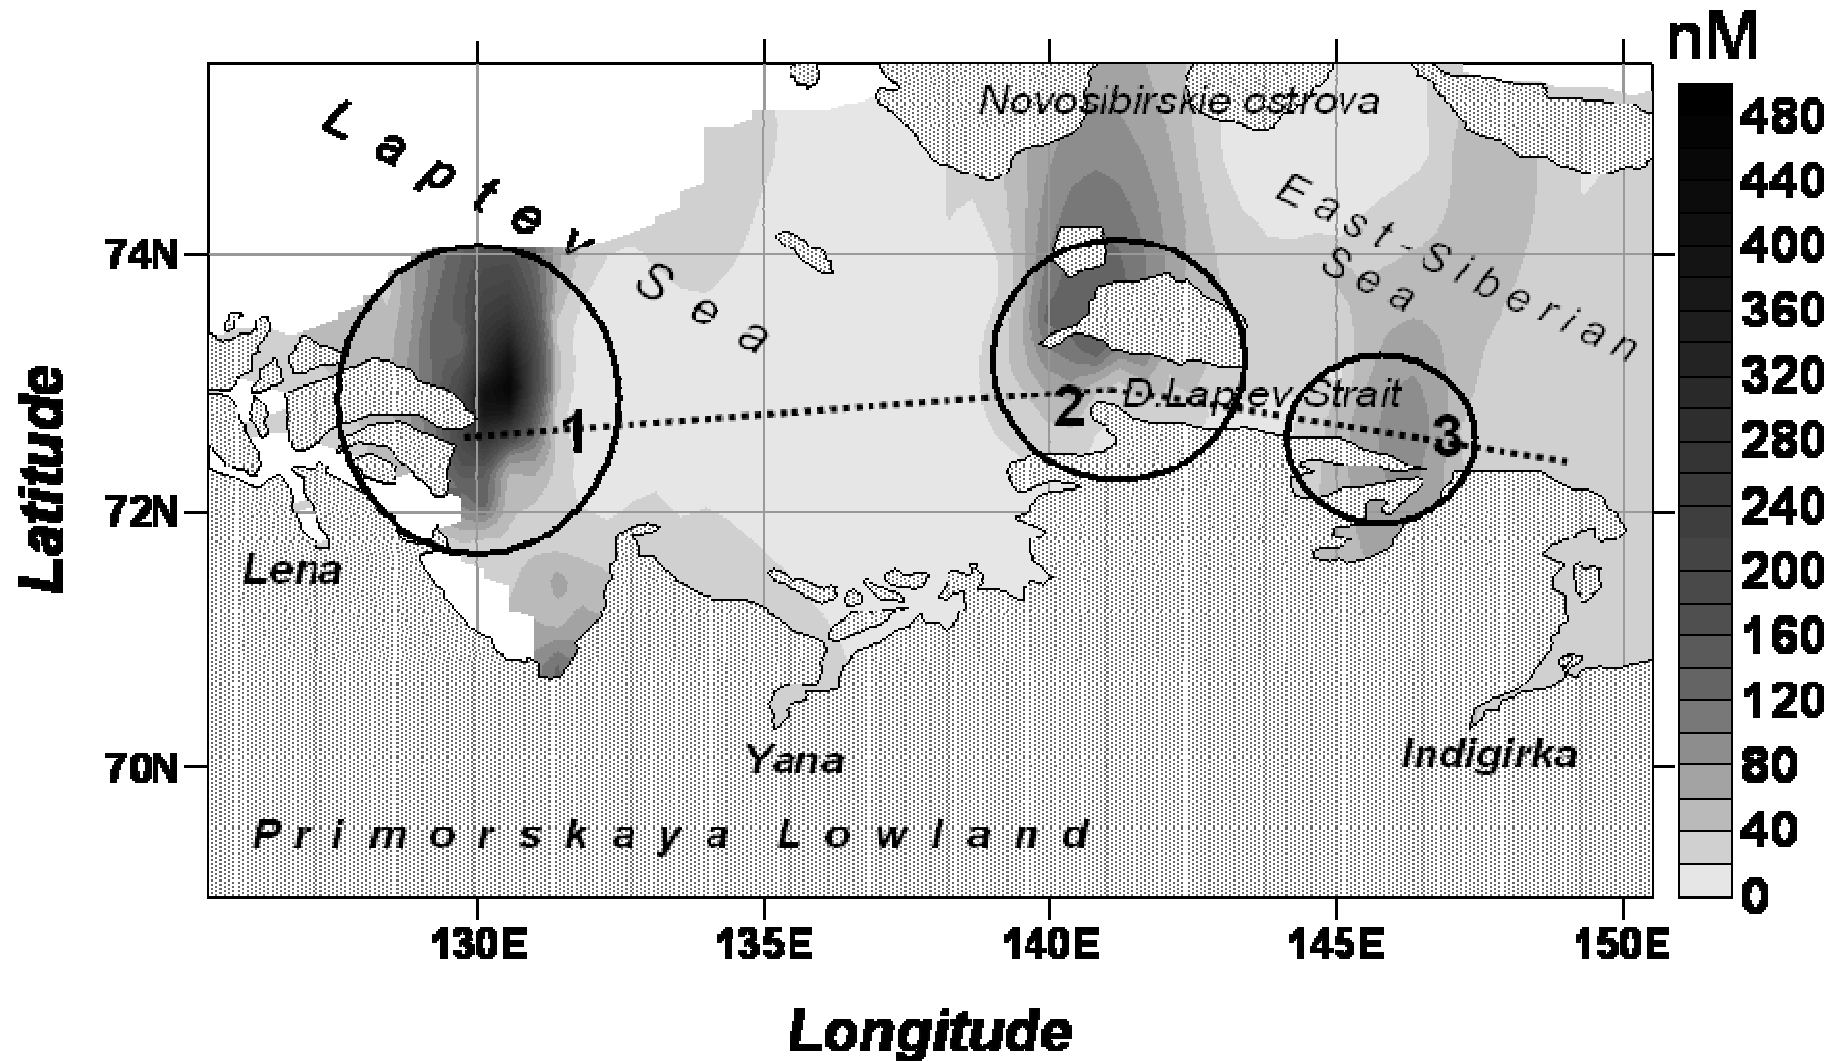 nM
Novosibirskie ostrova
Laptev Sea
East-Siberian
Sea
74N
72N
70N
Latitude
1
2
D.Laptev Strait
3
Lena
Yana
Indigirka
Primorskaya Lowland
480
440
400
360
320
280
240
200
160
120
80
40
0
130E
135E
140E
145E
150E
Longitude